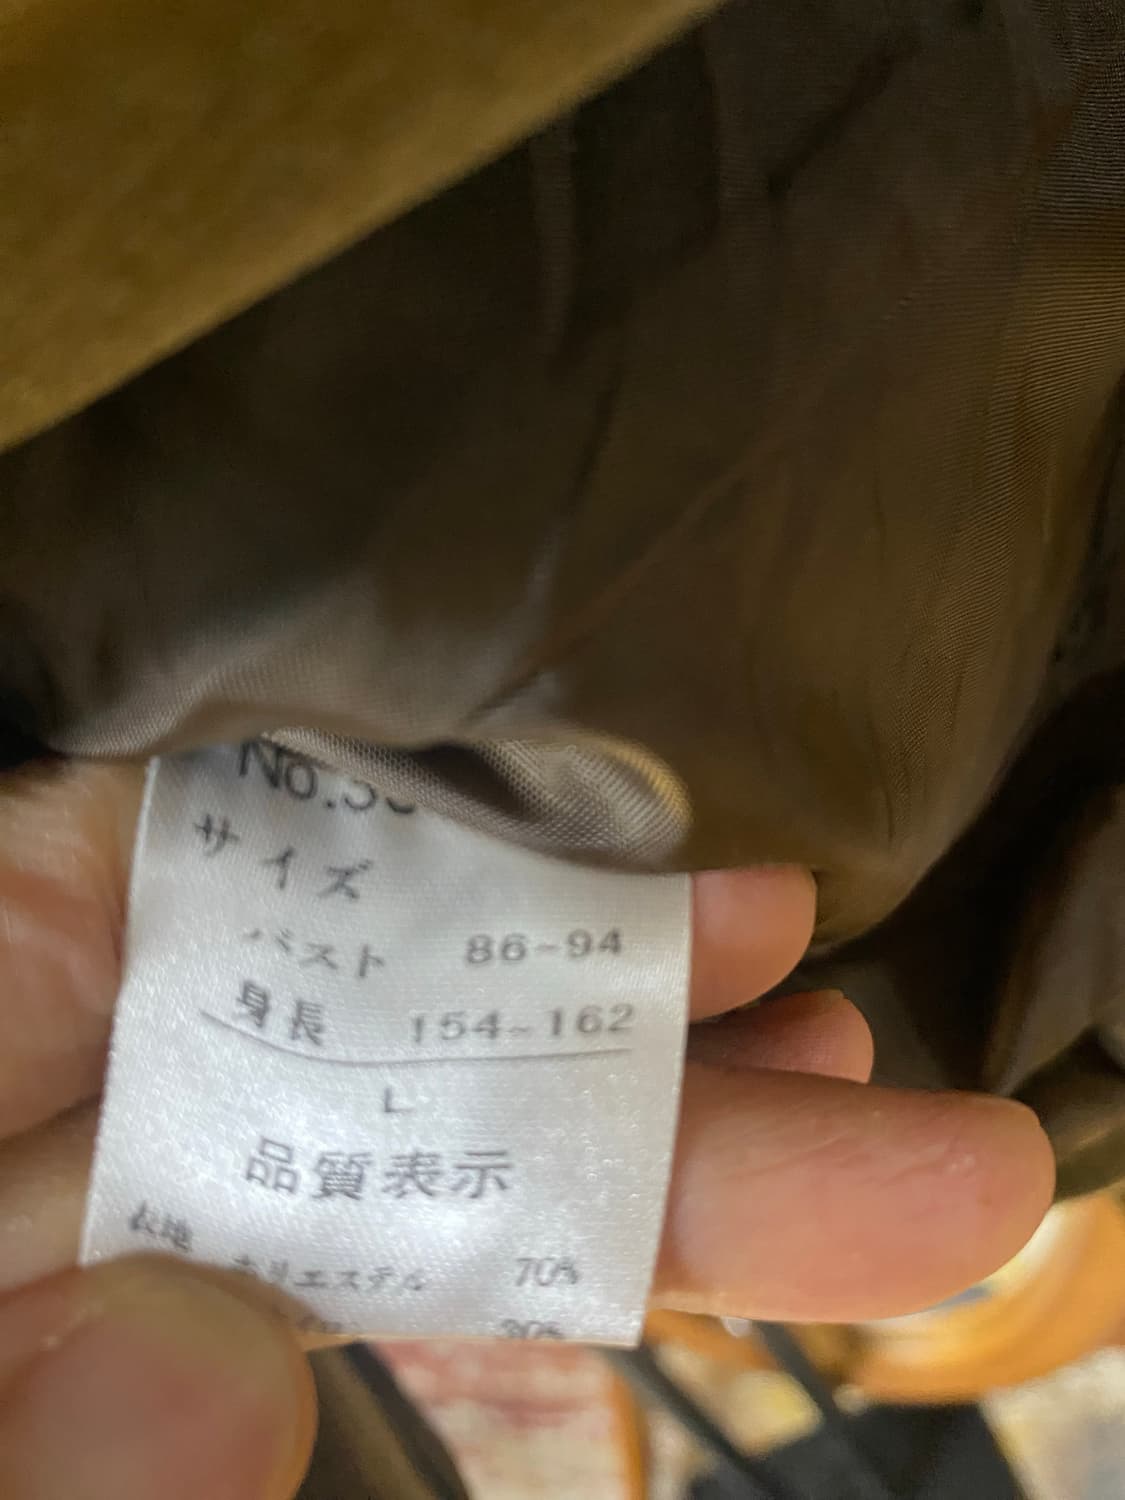 サイズ
バスト 86-94
身長 154~162
L
品質表示
表地 ポリエステル 70%
30%